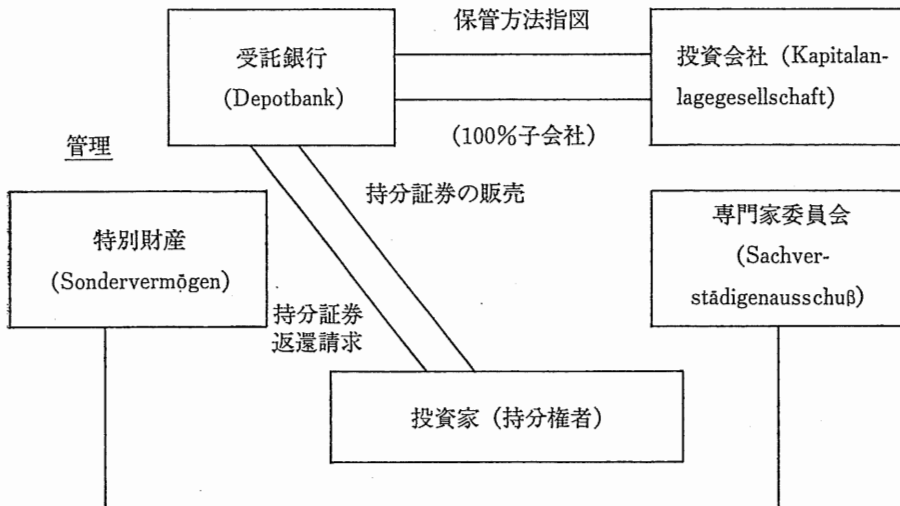 保管方法指図
受託銀行
(Depotbank)
投資会社 (Kapitalan-
lagegesellschaft)
(100%子会社)
管理
持分証券の販売
特別財産
(Sondervermögen)
専門家委員会
(Sachver-
städigenausschuß)
持分証券
返還請求
投資家 (持分権者)